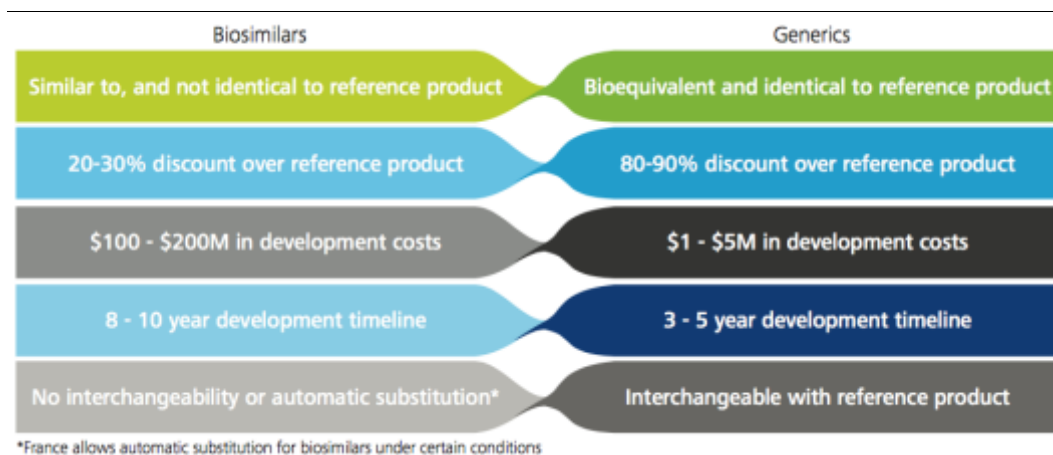 Biosimilars Generics
Similar to, and not identical to reference product Bioequivalent and identical to reference product
20-30% discount over reference product 80-90% discount over reference product
$100 - $200M in development costs $1 - $5M in development costs
8 - 10 year development timeline 3 - 5 year development timeline
No interchangeability or automatic substitution* Interchangeable with reference product
*France allows automatic substitution for biosimilars under certain conditions